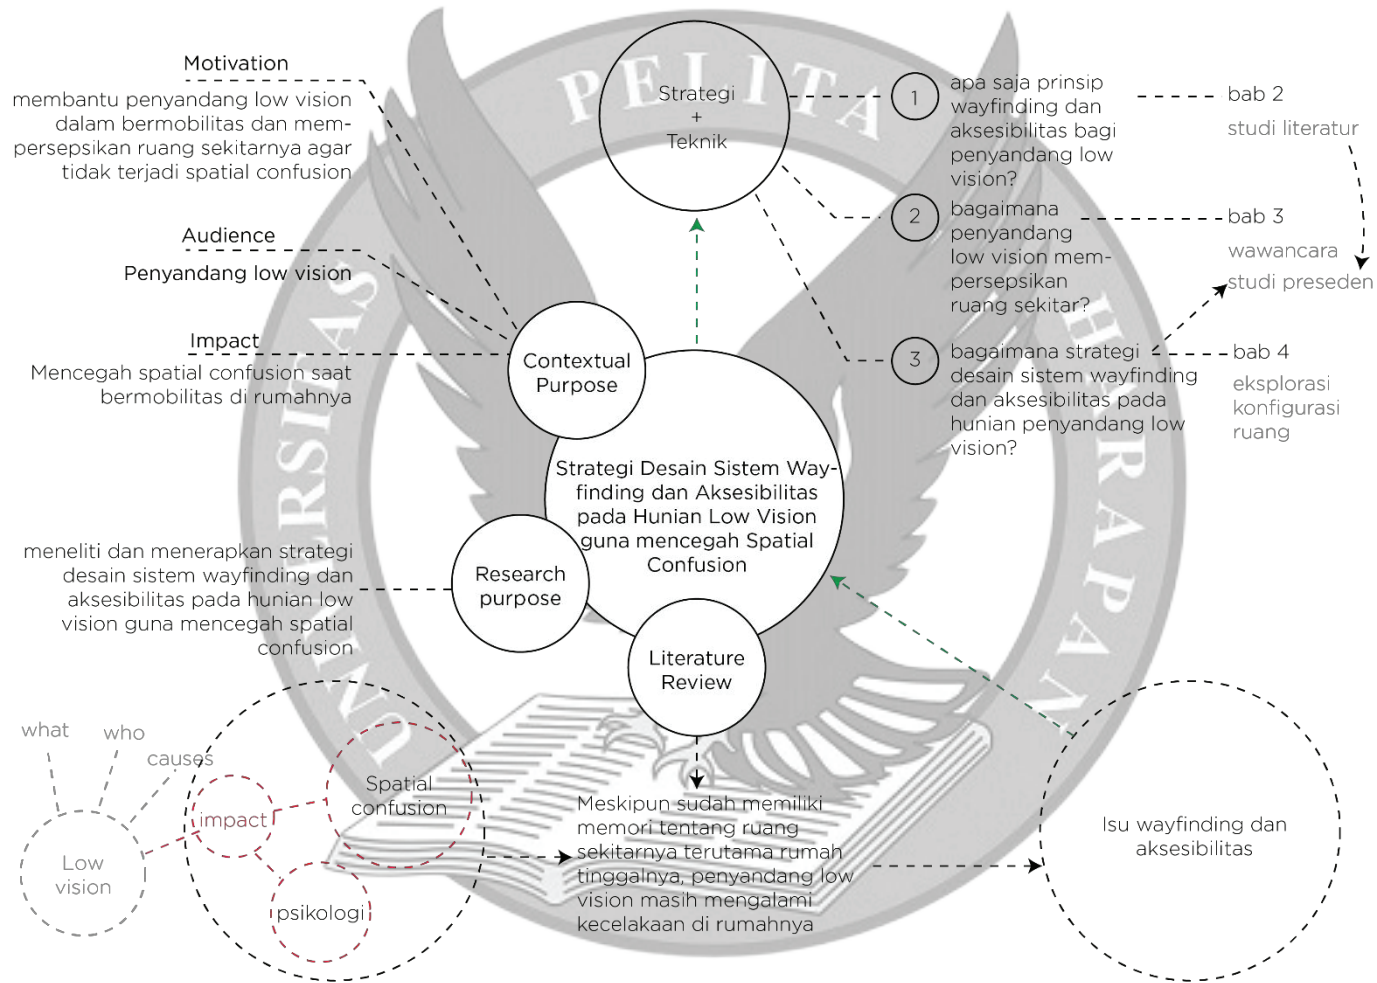 Motivation
membantu penyandang low vision
dalam bermobilitas dan mem-
persepsikan ruang sekitarnya agar
tidak terjadi spatial confusion
Audience
Penyandang low vision
Impact
Mencegah spatial confusion saat
bermobilitas di rumahnya
Contextual
Purpose
Strategi
+
Teknik
1
apa saja prinsip
wayfinding dan
aksesibilitas bagi
penyandang low
vision?
bab 2
studi literatur
2
bagaimana
penyandang
low vision mem-
persepsikan
ruang sekitar?
bab 3
wawancara
studi preseden
3
bagaimana strategi
desain sistem wayfinding
dan aksesibilitas pada
hunian penyandang low
vision?
bab 4
eksplorasi
konfigurasi
ruang
Strategi Desain Sistem Way-
finding dan Aksesibilitas
pada Hunian Low Vision
guna mencegah Spatial
Confusion
meneliti dan menerapkan strategi
desain sistem wayfinding dan
aksesibilitas pada hunian low
vision guna mencegah spatial
confusion
Research
purpose
Literature
Review
what
who
causes
Low
vision
impact
Spatial
confusion
psikologi
Meskipun sudah memiliki
memori tentang ruang
sekitarnya terutama rumah
tinggalnya, penyandang low
vision masih mengalami
kecelakaan di rumahnya
Isu wayfinding dan
aksesibilitas
UNIVERSITAS PELITA HARAPAN